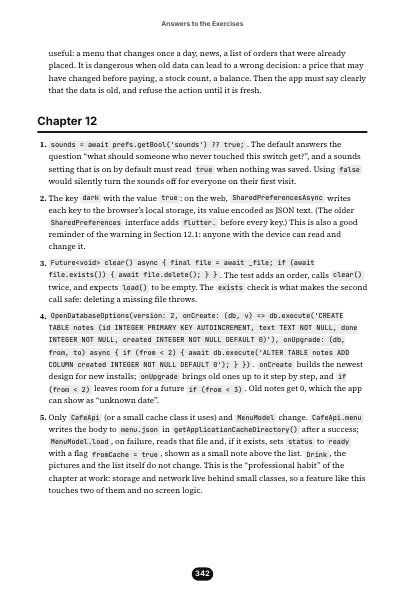 Answers to the Exercises
useful: a menu that changes once a day, news, a list of orders that were already
placed. It is dangerous when old data can lead to a wrong decision: a price that may
have changed before paying, a stock count, a balance. Then the app must say clearly
that the data is old, and refuse the action until it is fresh.
Chapter 12
1. sounds = await prefs.getBool('sounds') ?? true; . The default answers the
question “what should someone who never touched this switch get?”, and a sounds
setting that is on by default must read true when nothing was saved. Using false
would silently turn the sounds off for everyone on their first visit.
2. The key dark with the value true ; on the web, SharedPreferencesAsync writes
each key to the browser's local storage, its value encoded as JSON text. (The older
SharedPreferences interface adds flutter. before every key.) This is also a good
reminder of the warning in Section 12.1: anyone with the device can read and
change it.
3. Future<void> clear() async { final file = await _file; if (await
file.exists()) { await file.delete(); } } . The test adds an order, calls clear()
twice, and expects load() to be empty. The exists check is what makes the second
call safe: deleting a missing file throws.
4. OpenDatabaseOptions(version: 2, onCreate: (db, v) => db.execute('CREATE
TABLE notes (id INTEGER PRIMARY KEY AUTOINCREMENT, text TEXT NOT NULL, done
INTEGER NOT NULL, created INTEGER NOT NULL DEFAULT 0)'), onUpgrade: (db,
from, to) async { if (from < 2) { await db.execute('ALTER TABLE notes ADD
COLUMN created INTEGER NOT NULL DEFAULT 0'); } }) . onCreate builds the newest
design for new installs; onUpgrade brings old ones up to it step by step, and if
(from < 2) leaves room for a future if (from < 3) . Old notes get 0, which the app
can show as “unknown date”.
5. Only CafeApi (or a small cache class it uses) and MenuModel change. CafeApi.menu
writes the body to menu.json in getApplicationCacheDirectory() after a success;
MenuModel.load , on failure, reads that file and, if it exists, sets status to ready
with a flag fromCache = true , shown as a small note above the list. Drink , the
pictures and the list itself do not change. This is the “professional habit” of the
chapter at work: storage and network live behind small classes, so a feature like this
touches two of them and no screen logic.
342